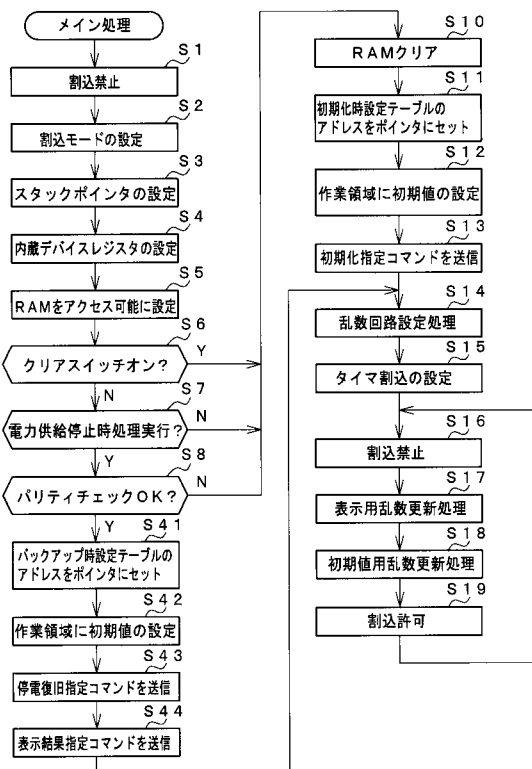 メイン処理
S1
割込禁止
S2
割込モードの設定
S3
スタックポインタの設定
S4
内蔵デバイスレジスタの設定
S5
RAMをアクセス可能に設定
S6
クリアスイッチオン?
Y
N
S7
電力供給停止時処理実行?
N
Y
S8
パリティチェックOK?
N
Y
S41
バックアップ時設定テーブルの
アドレスをポインタにセット
S42
作業領域に初期値の設定
S43
停電復旧指定コマンドを送信
S44
表示結果指定コマンドを送信
S10
RAMクリア
S11
初期化時設定テーブルの
アドレスをポインタにセット
S12
作業領域に初期値の設定
S13
初期化指定コマンドを送信
S14
乱数回路設定処理
S15
タイマ割込の設定
S16
割込禁止
S17
表示用乱数更新処理
S18
初期値用乱数更新処理
S19
割込許可